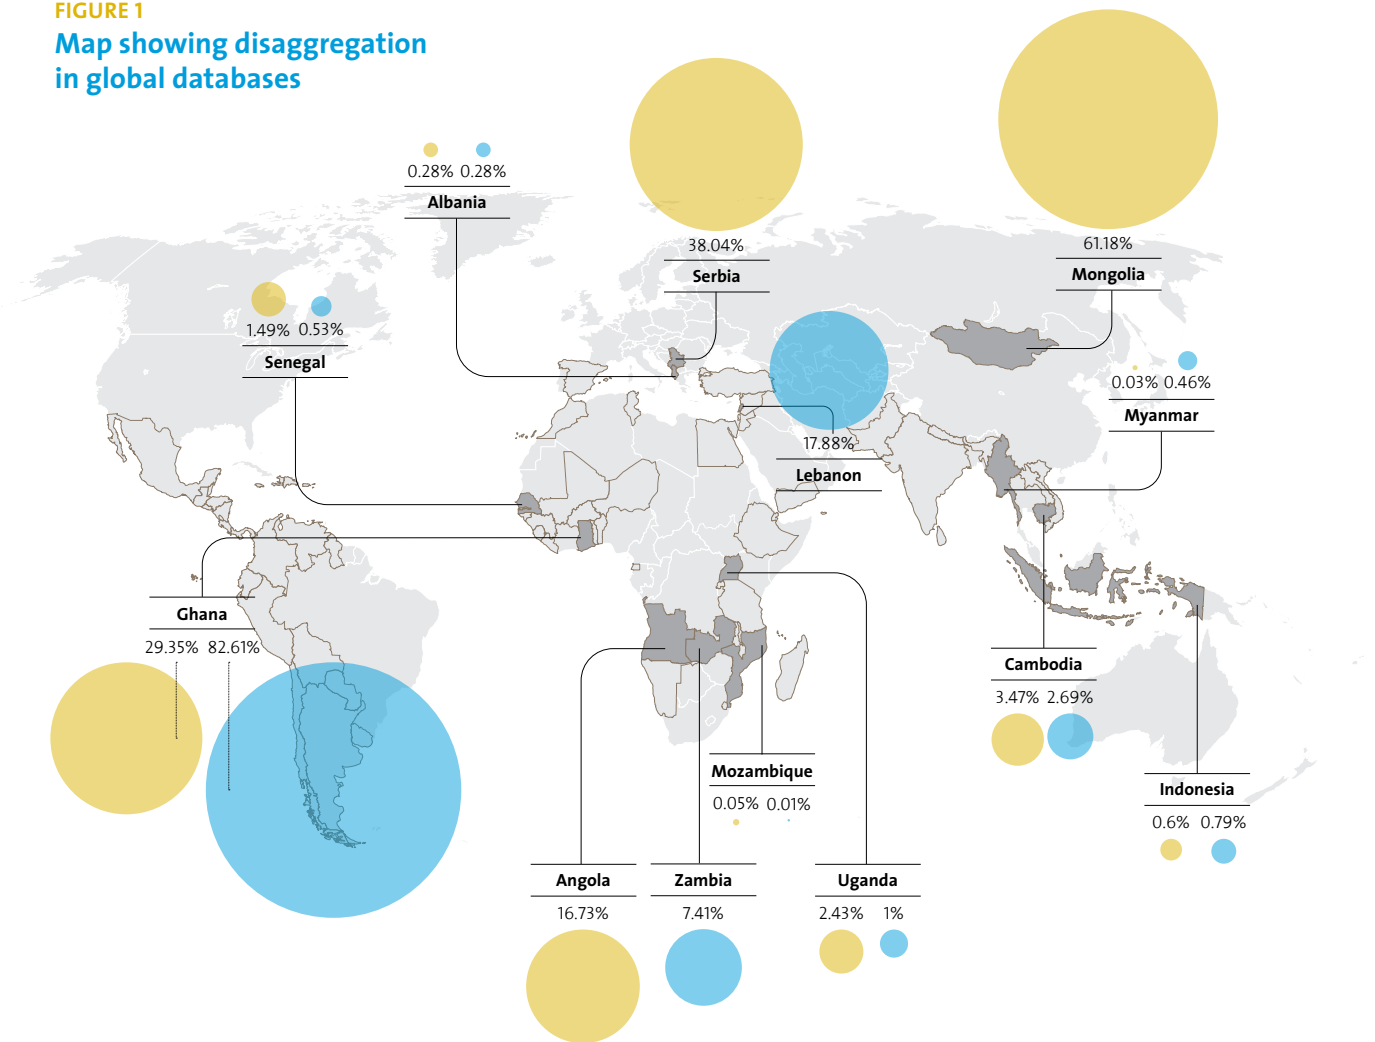 FIGURE 1
Map showing disaggregation
in global databases
0.28% 0.28%
Albania
38.04%
Serbia
61.18%
Mongolia
1.49% 0.53%
Senegal
0.03% 0.46%
Myanmar
17.88%
Lebanon
Ghana
29.35% 82.61%
Cambodia
3.47% 2.69%
Mozambique
0.05% 0.01%
Indonesia
0.6% 0.79%
Angola
16.73%
Zambia
7.41%
Uganda
2.43% 1%